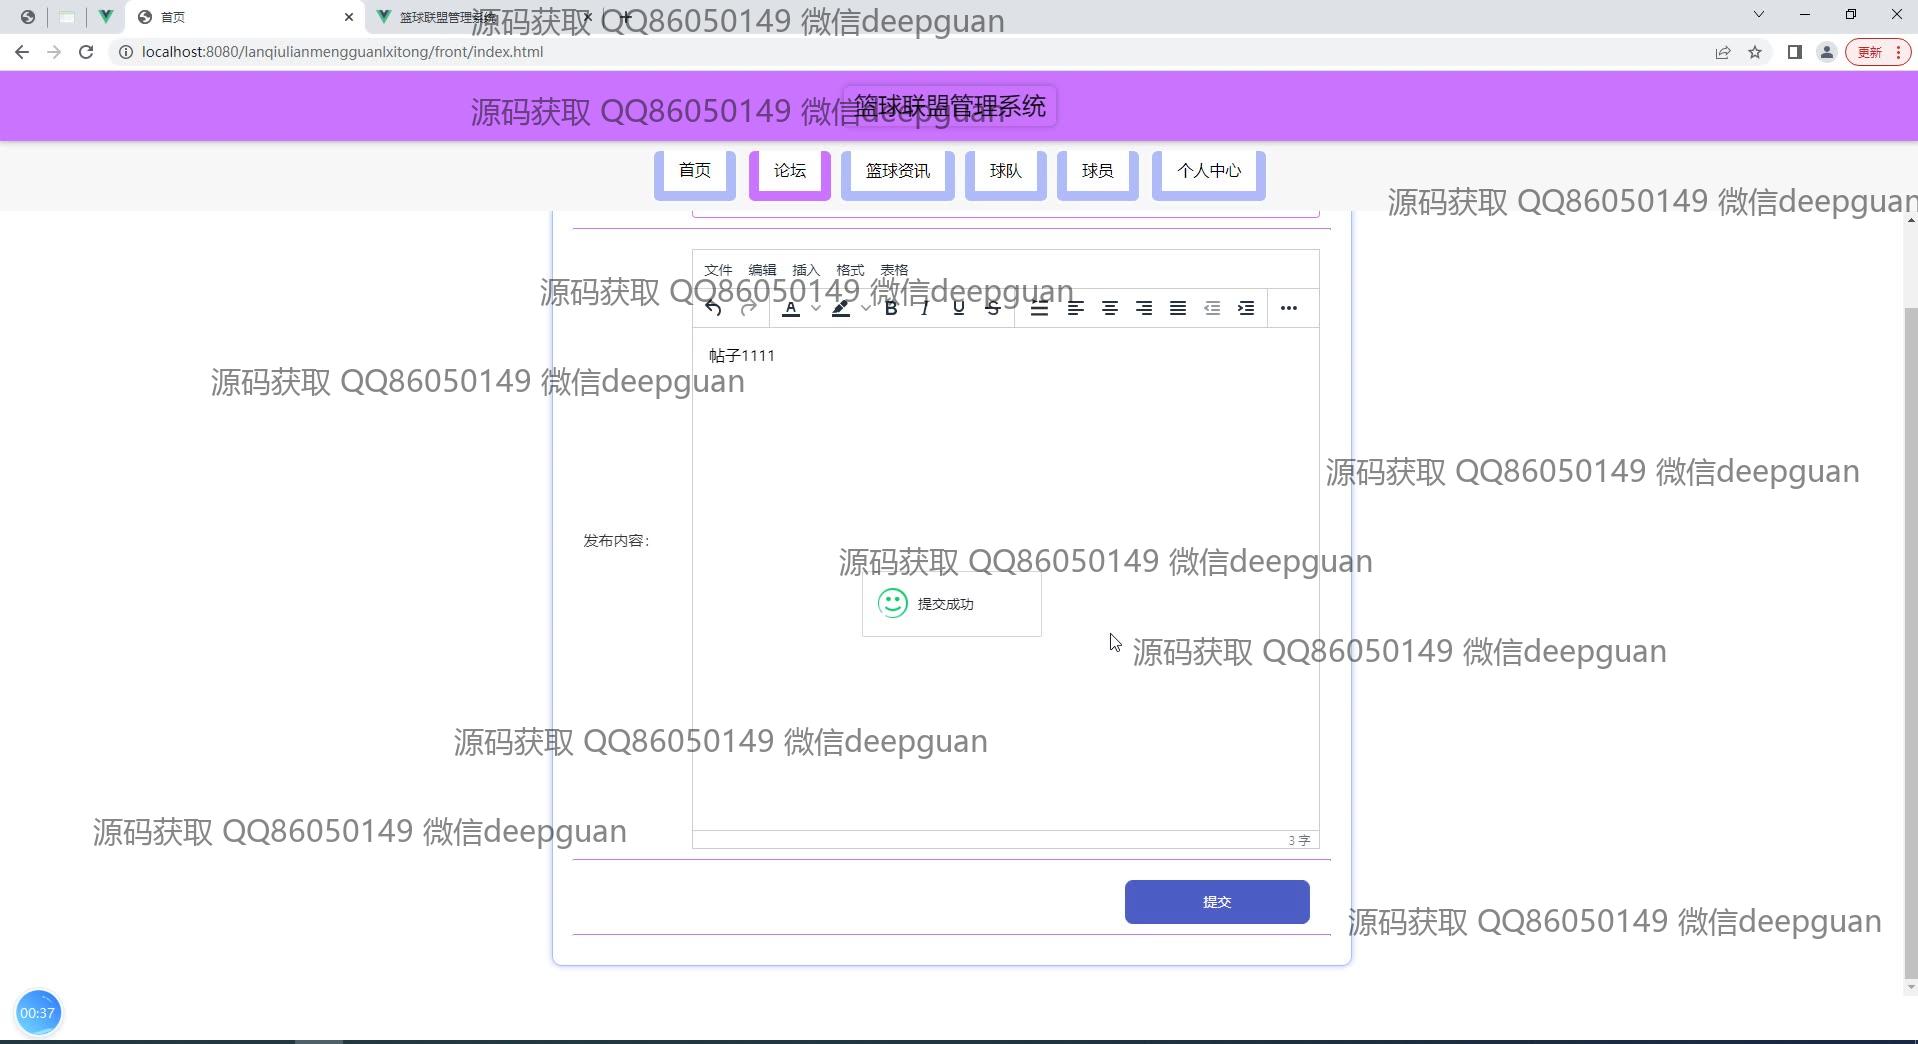 首页
篮球联盟管理系统
源码获取 QQ86050149 微信deepguan
localhost:8080/lanqiulianmengguanlxitong/front/index.html
更新
篮球联盟管理系统
源码获取 QQ86050149 微信deepguan
首页 论坛 篮球资讯 球队 球员 个人中心
源码获取 QQ86050149 微信deepguan
文件 编辑 插入 格式 表格
源码获取 QQ86050149 微信deepguan
帖子1111
源码获取 QQ86050149 微信deepguan
源码获取 QQ86050149 微信deepguan
发布内容：
源码获取 QQ86050149 微信deepguan
提交成功
源码获取 QQ86050149 微信deepguan
源码获取 QQ86050149 微信deepguan
源码获取 QQ86050149 微信deepguan
3 字
提交
源码获取 QQ86050149 微信deepguan
00:37